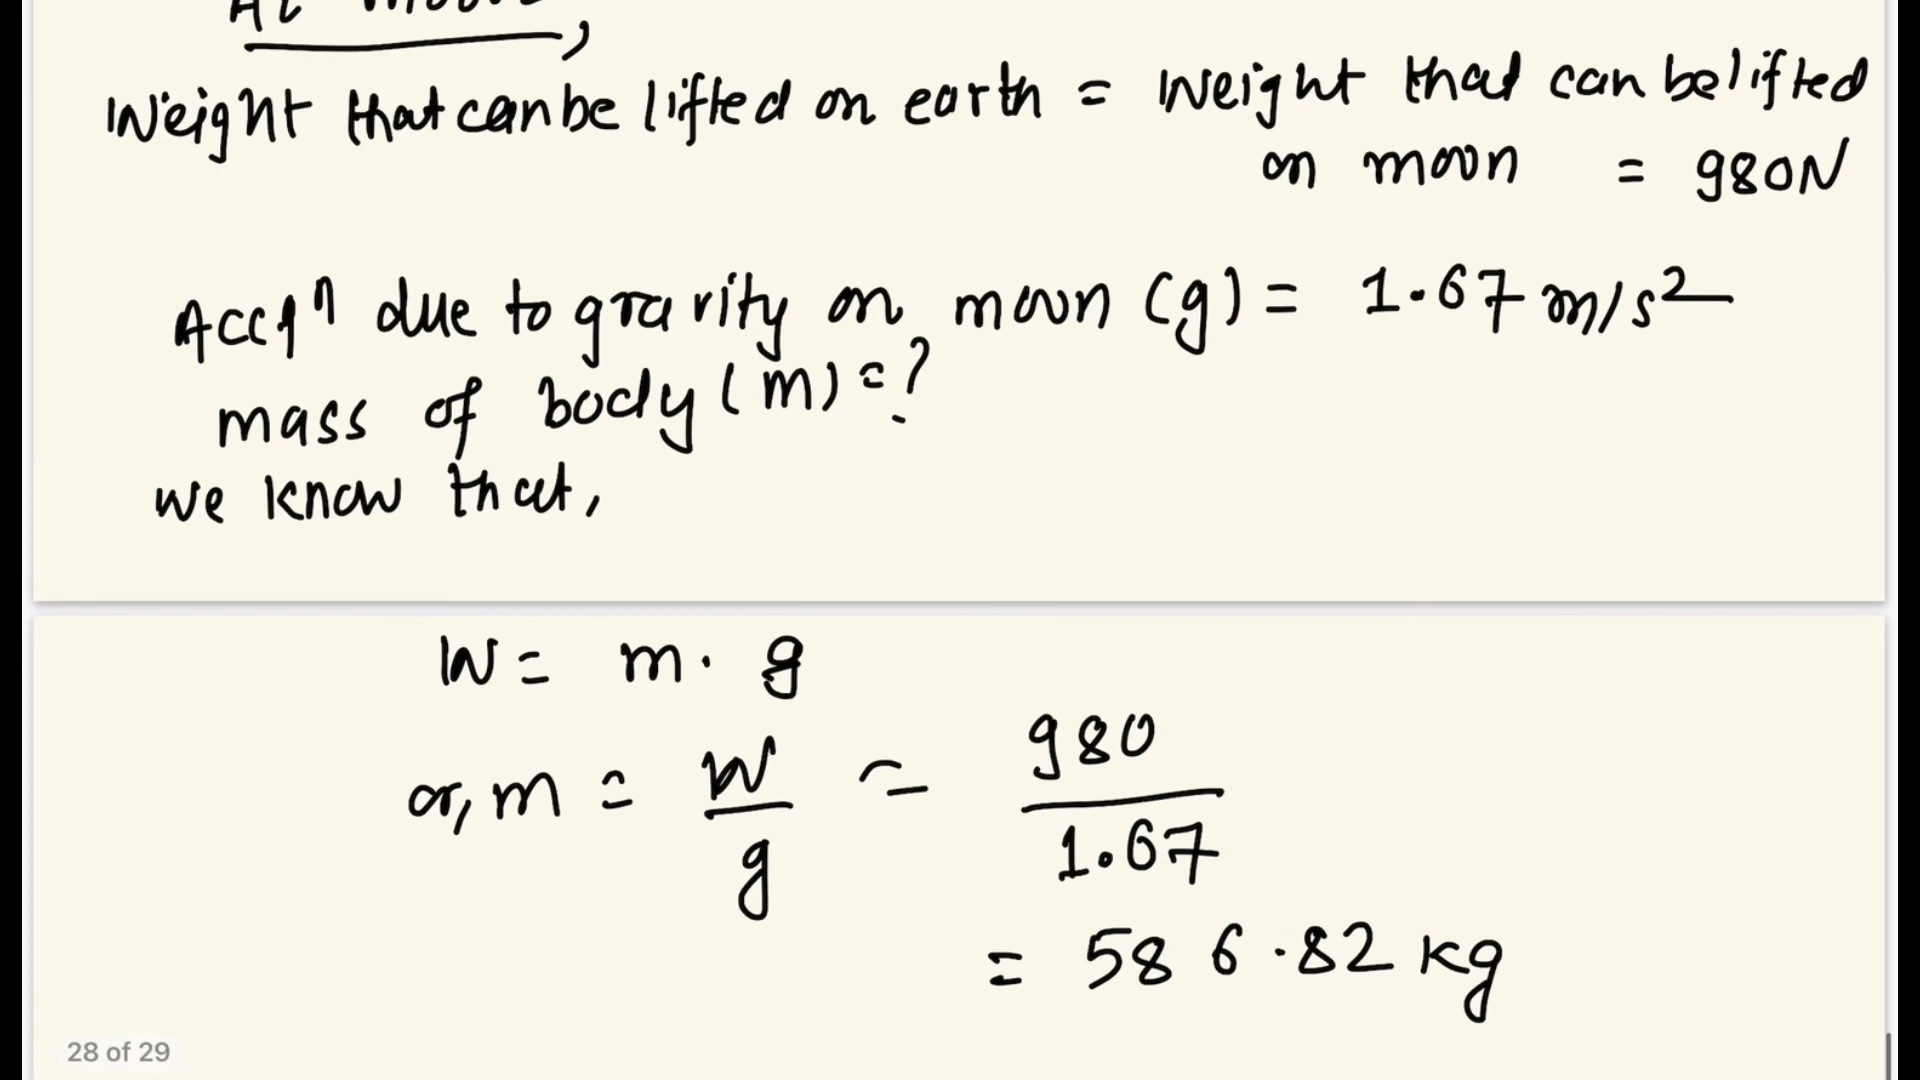 At moon,
Weight that can be lifted on earth = Weight that can be lifted
on moon = 980N
Accⁿ due to gravity on moon (g) = 1.67 m/s²
mass of body (m) = ?
we know that,
W = m · g
or, m = W/g = 980/1.67
= 586.82 kg
28 of 29